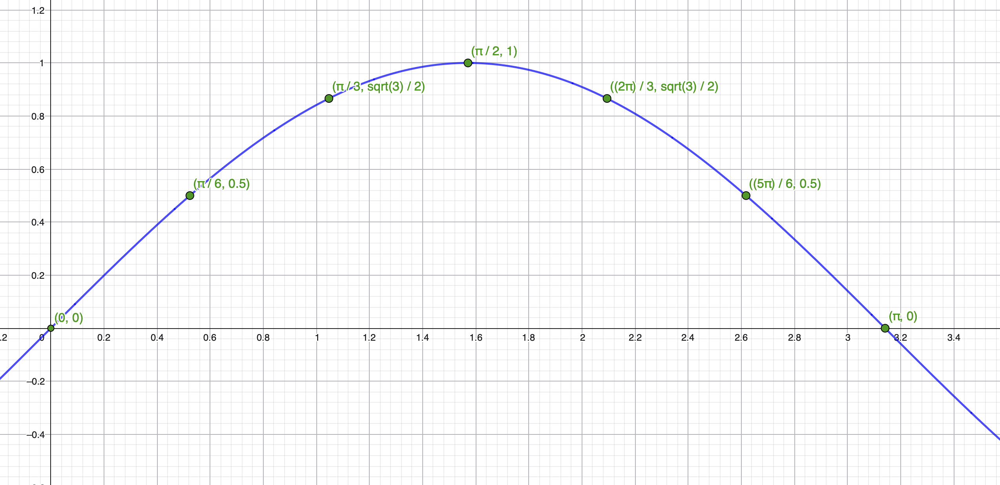 1.2
(π / 2, 1)
1
(π / 3, sqrt(3) / 2)
((2π) / 3, sqrt(3) / 2)
0.8
0.6
(π / 6, 0.5)
((5π) / 6, 0.5)
0.4
0.2
(0, 0)
(π, 0)
.2 0 0.2 0.4 0.6 0.8 1 1.2 1.4 1.6 1.8 2 2.2 2.4 2.6 2.8 3 3.2 3.4
–0.2
–0.4